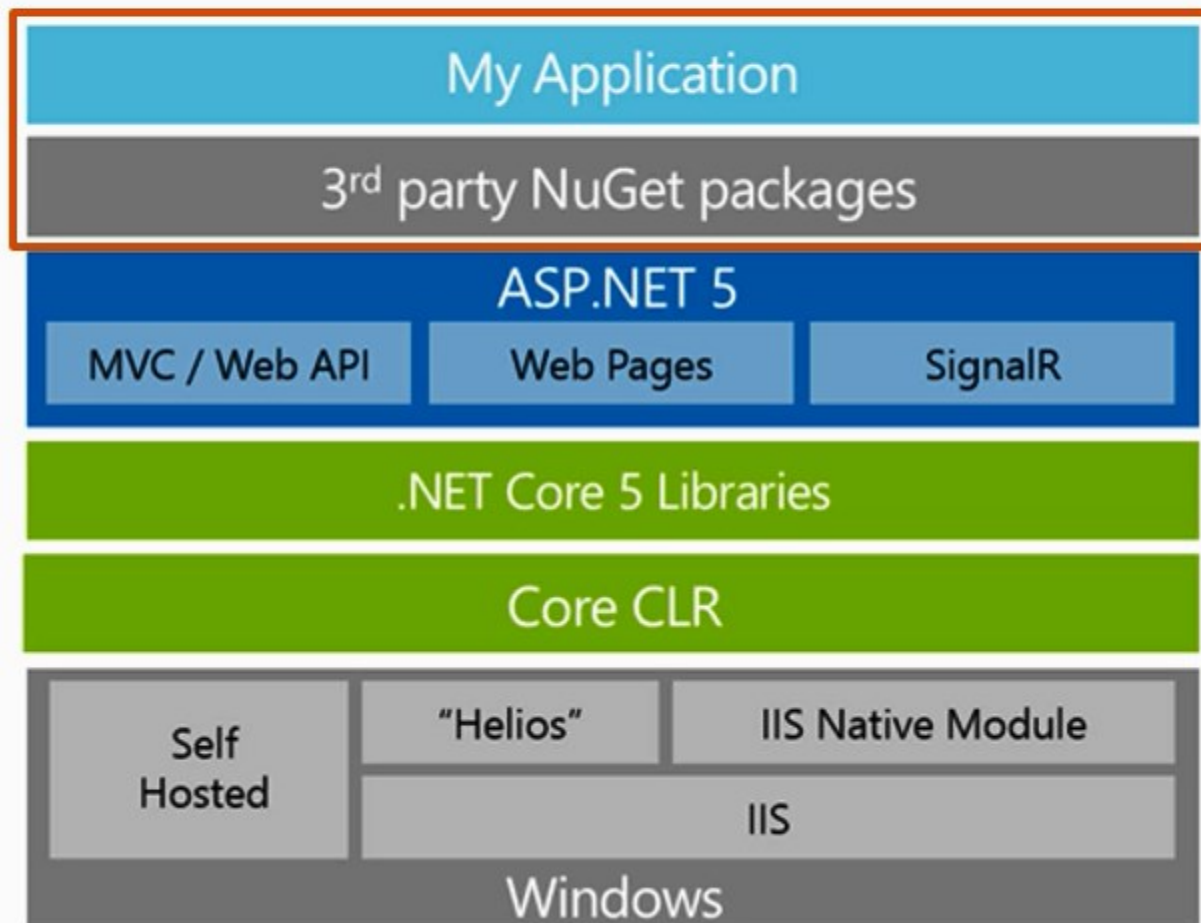 My Application
3rd party NuGet packages
ASP.NET 5
MVC / Web API
Web Pages
SignalR
.NET Core 5 Libraries
Core CLR
Self
Hosted
“Helios”
IIS Native Module
IIS
Windows